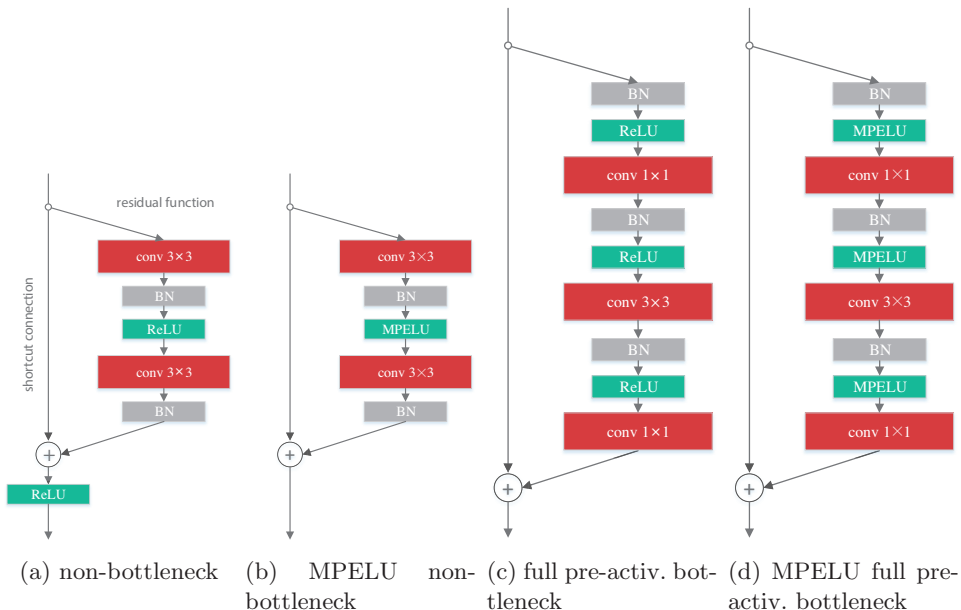 residual function
shortcut connection
conv 3×3
BN
ReLU
conv 3×3
BN
+
ReLU
(a) non-bottleneck
conv 3×3
BN
MPELU
conv 3×3
BN
+
(b) MPELU non-
bottleneck
BN
ReLU
conv 1×1
BN
ReLU
conv 3×3
BN
ReLU
conv 1×1
+
(c) full pre-activ. bot-
tleneck
BN
MPELU
conv 1×1
BN
MPELU
conv 3×3
BN
MPELU
conv 1×1
+
(d) MPELU full pre-
activ. bottleneck